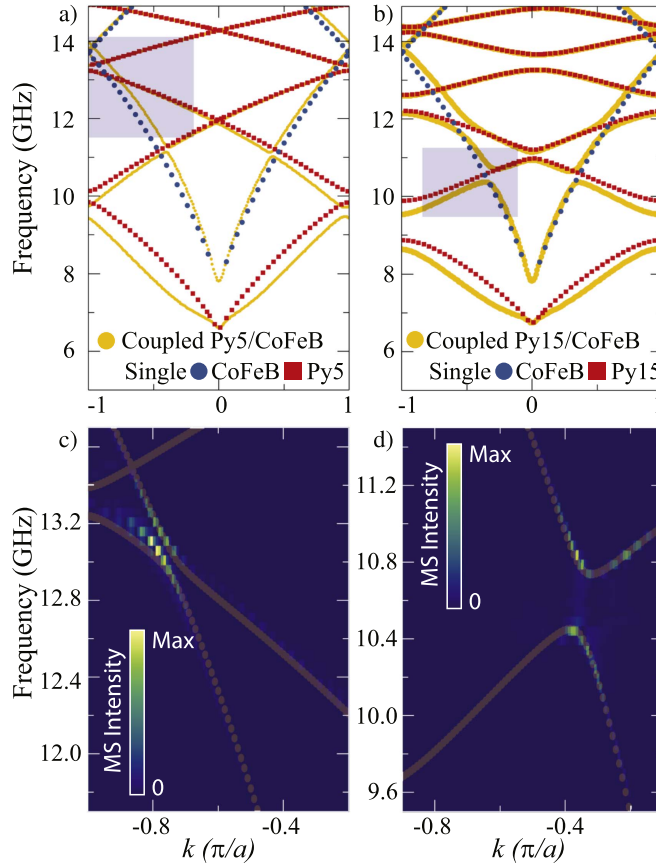 a)
b)
14
12
10
8
6
Frequency (GHz)
14
12
10
8
6
Coupled Py5/CoFeB
Single CoFeB Py5
Coupled Py15/CoFeB
Single CoFeB Py15
-1 0 1
-1 0 1
c)
d)
13.2
12.8
12.4
12.0
Frequency (GHz)
MS Intensity
Max
0
11.2
10.8
10.4
10.0
9.6
MS Intensity
Max
0
-0.8 -0.4
k (π/a)
-0.8 -0.4
k (π/a)